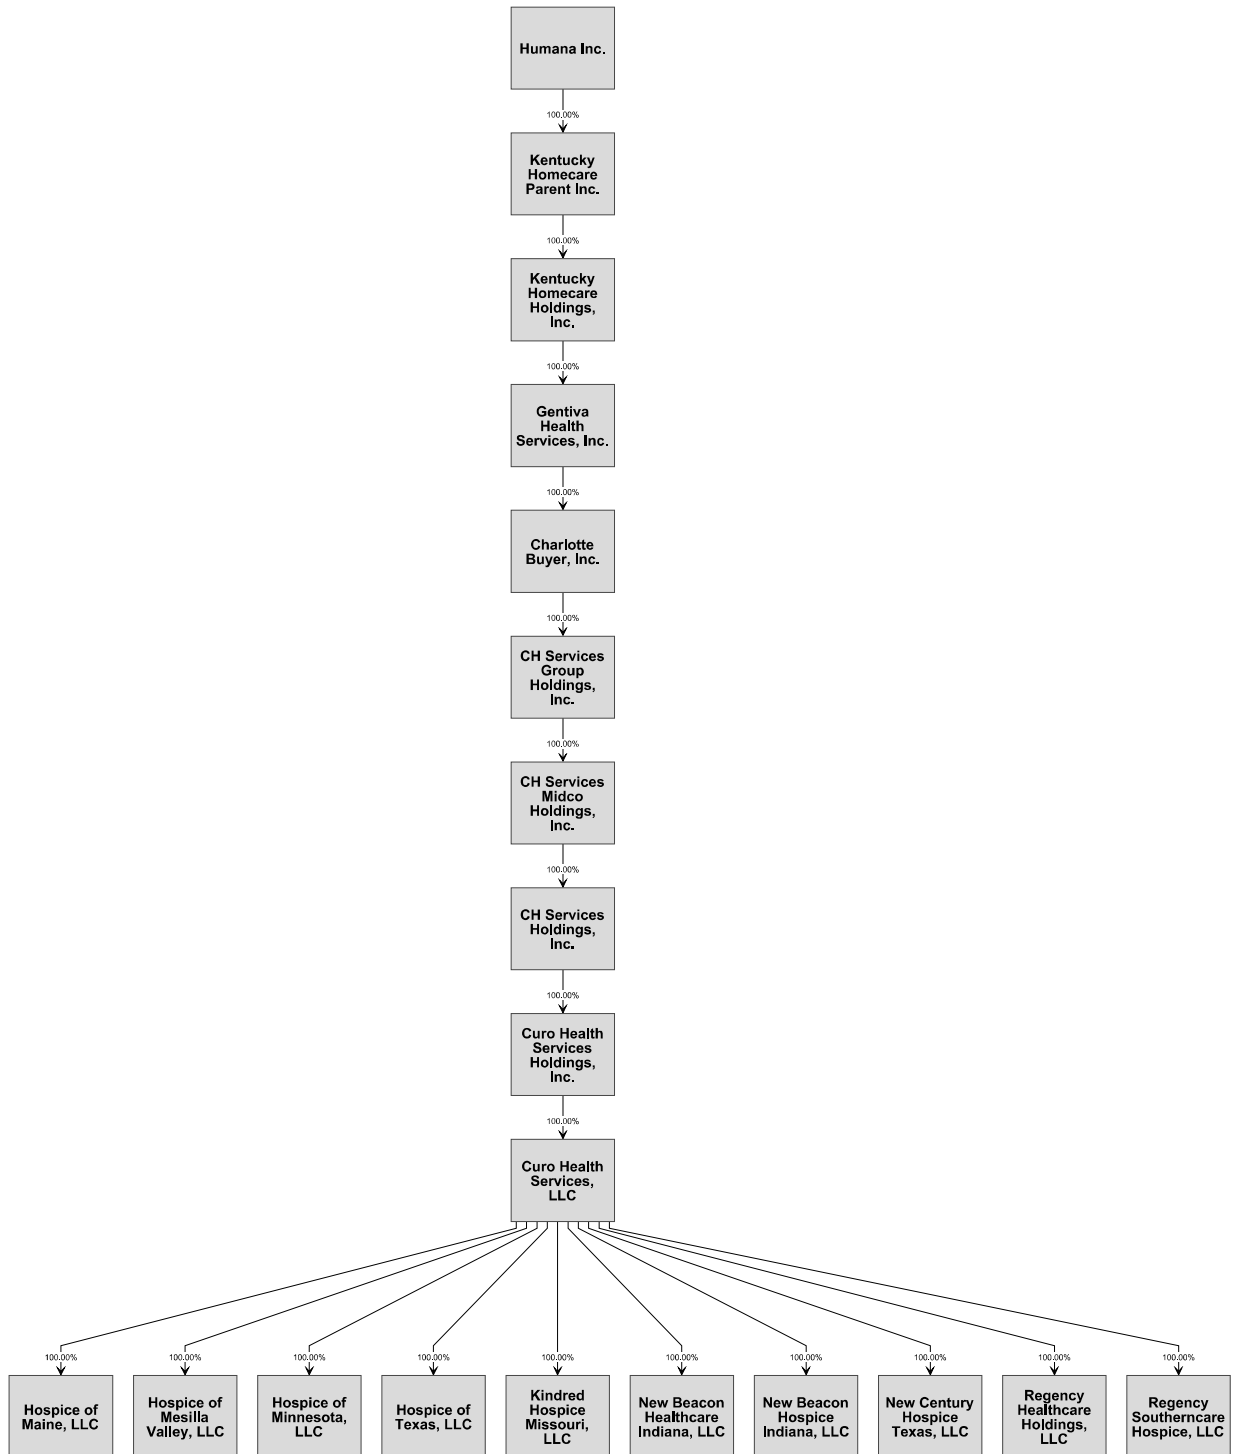 Humana Inc.
100.00%
Kentucky
Homecare
Parent Inc.
100.00%
Kentucky
Homecare
Holdings,
Inc.
100.00%
Gentiva
Health
Services, Inc.
100.00%
Charlotte
Buyer, Inc.
100.00%
CH Services
Group
Holdings,
Inc.
100.00%
CH Services
Midco
Holdings,
Inc.
100.00%
CH Services
Holdings,
Inc.
100.00%
Curo Health
Services
Holdings,
Inc.
100.00%
Curo Health
Services,
LLC
100.00%
Hospice of
Maine, LLC
100.00%
Hospice of
Mesilla
Valley, LLC
100.00%
Hospice of
Minnesota,
LLC
100.00%
Hospice of
Texas, LLC
100.00%
Kindred
Hospice
Missouri,
LLC
100.00%
New Beacon
Healthcare
Indiana, LLC
100.00%
New Beacon
Hospice
Indiana, LLC
100.00%
New Century
Hospice
Texas, LLC
100.00%
Regency
Healthcare
Holdings,
LLC
100.00%
Regency
Southerncare
Hospice, LLC